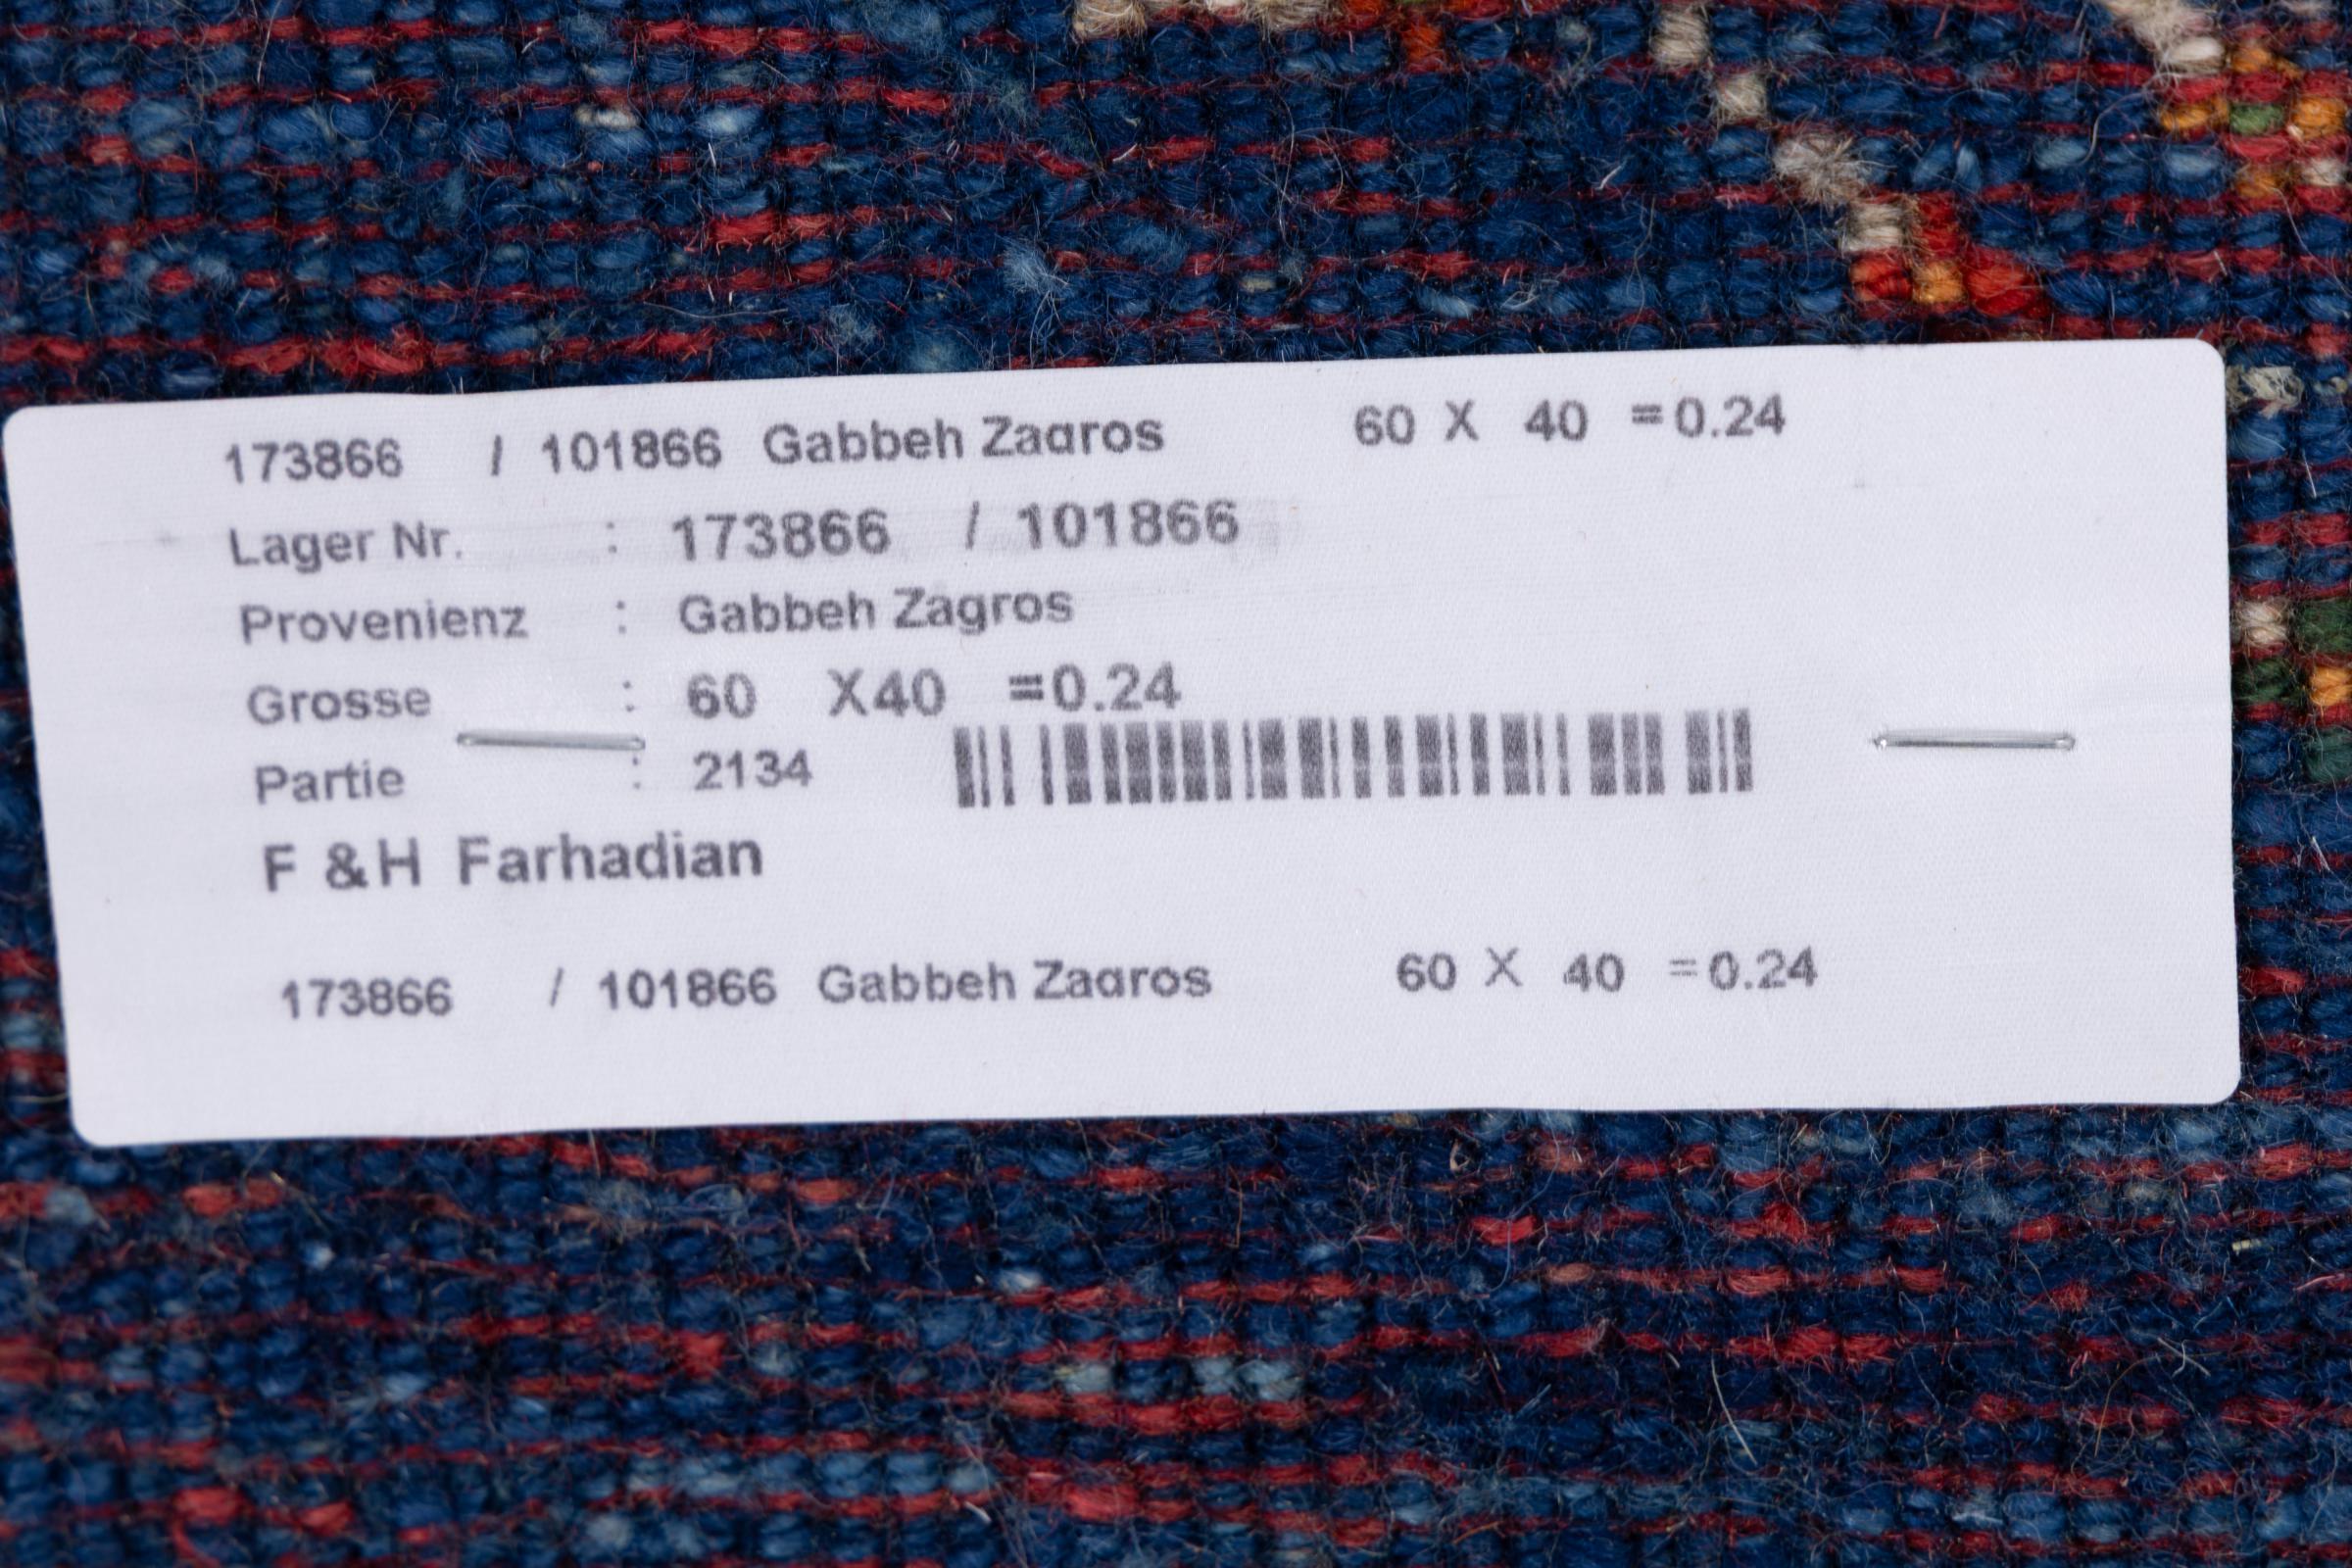 173866 / 101866 Gabbeh Zagros 60 X 40 =0.24
Lager Nr. : 173866 / 101866
Provenienz : Gabbeh Zagros
Grosse : 60 X40 =0.24
Partie : 2134
F &H Farhadian
173866 / 101866 Gabbeh Zagros 60 X 40 =0.24